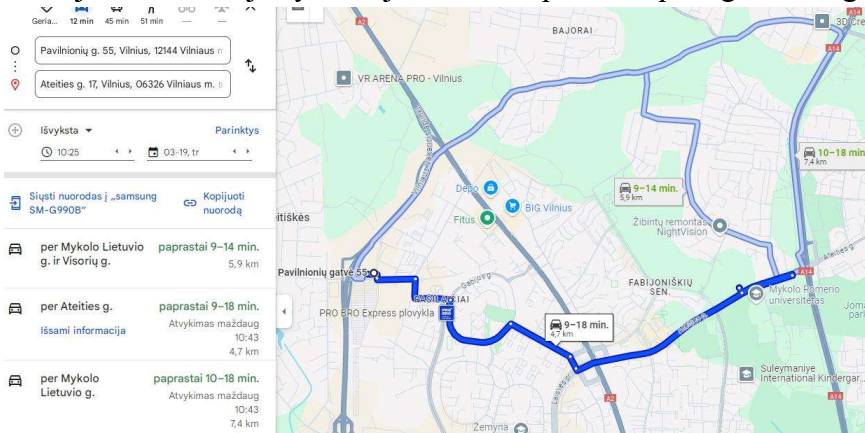 Geria...
12 min
45 min
51 min
Pavilnionių g. 55, Vilnius, 12144 Vilniaus
Ateities g. 17, Vilnius, 06326 Vilniaus m.
Išvyksta
Parinktys
10:25
03-19, tr
Siųsti nuorodas į „samsung
SM-G990B“
Kopijuoti
nuorodą
per Mykolo Lietuvio
g. ir Visorių g.
paprastai 9–14 min.
5,9 km
per Ateities g.
Išsami informacija
paprastai 9–18 min.
Atvykimas maždaug
10:43
4,7 km
per Mykolo
Lietuvio g.
paprastai 10–18 min.
Atvykimas maždaug
10:43
7,4 km
BAJORAI
A14
A14
VR ARENA PRO - Vilnius
10–18 min
7,4 km
9–14 min.
5,9 km
Depo
BIG Vilnius
Fitus
Žibintų remontas
NightVision
Pavilnionių gatvė 55
Gabijos g.
FABIJONIŠKIŲ
SEN.
Ateities g.
A14
Mykolo Romerio
universitetas
PRO BRO Express plovykla
9–18 min.
4,7 km
Suleymaniye
International Kindergar
A2
A14
Žemyna